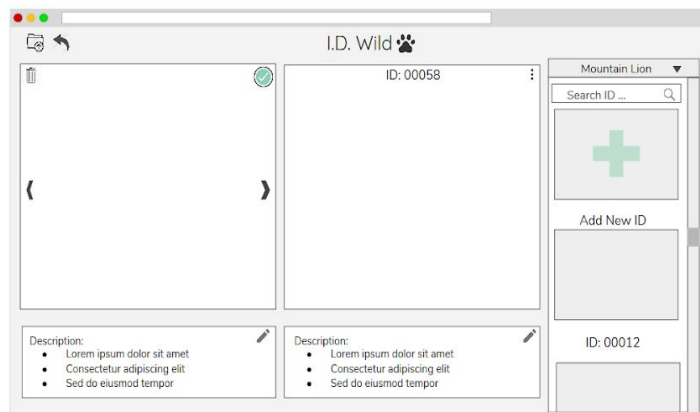 I.D. Wild
ID: 00058
Mountain Lion
Search ID ...
Add New ID
ID: 00012
Description:
Lorem ipsum dolor sit amet
Consectetur adipiscing elit
Sed do eiusmod tempor
Description:
Lorem ipsum dolor sit amet
Consectetur adipiscing elit
Sed do eiusmod tempor